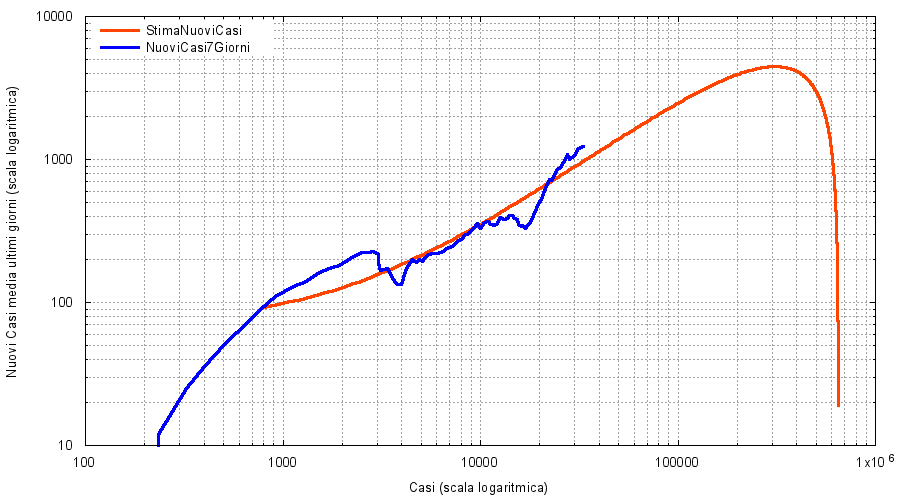 10000
StimaNuoviCasi
NuoviCasi7Giorni
1000
100
10
Nuovi Casi media ultimi giorni (scala logaritmica)
100
1000
10000
100000
1x10 6
Casi (scala logaritmica)